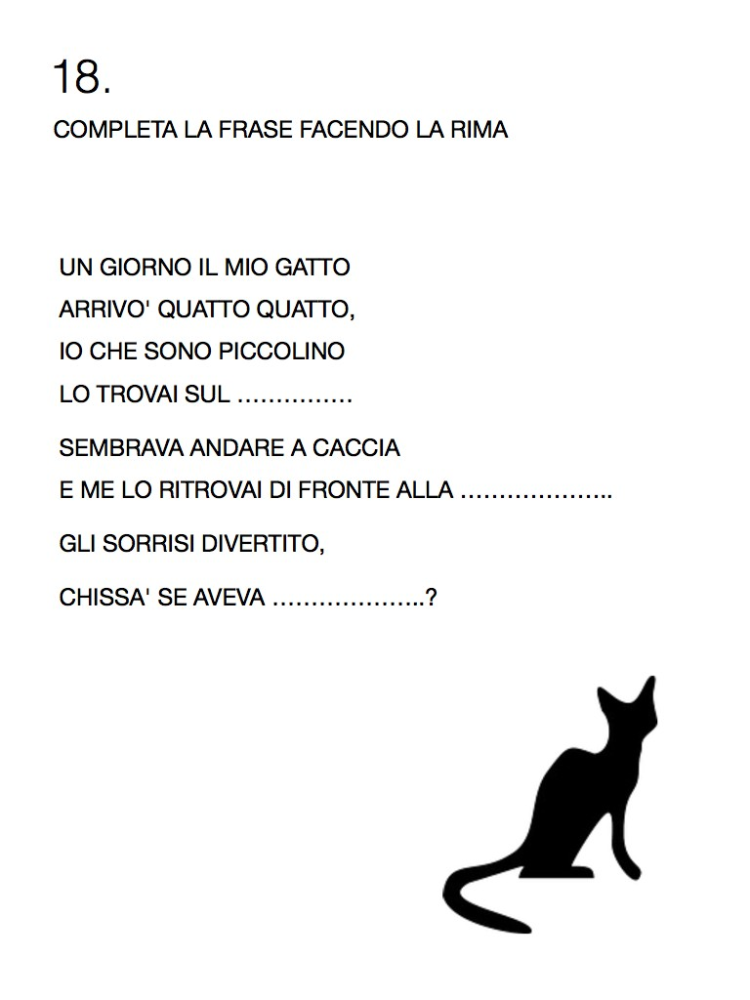 18.
COMPLETA LA FRASE FACENDO LA RIMA
UN GIORNO IL MIO GATTO
ARRIVO' QUATTO QUATTO,
IO CHE SONO PICCOLINO
LO TROVAI SUL ……………
SEMBRAVA ANDARE A CACCIA
E ME LO RITROVAI DI FRONTE ALLA ………………..
GLI SORRISI DIVERTITO,
CHISSA' SE AVEVA ………………..?